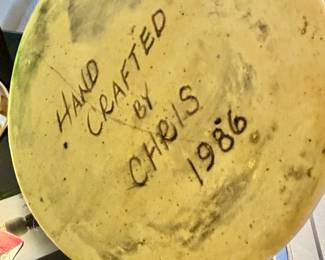 HAND
CRAFTED
BY
CHRIS
1986